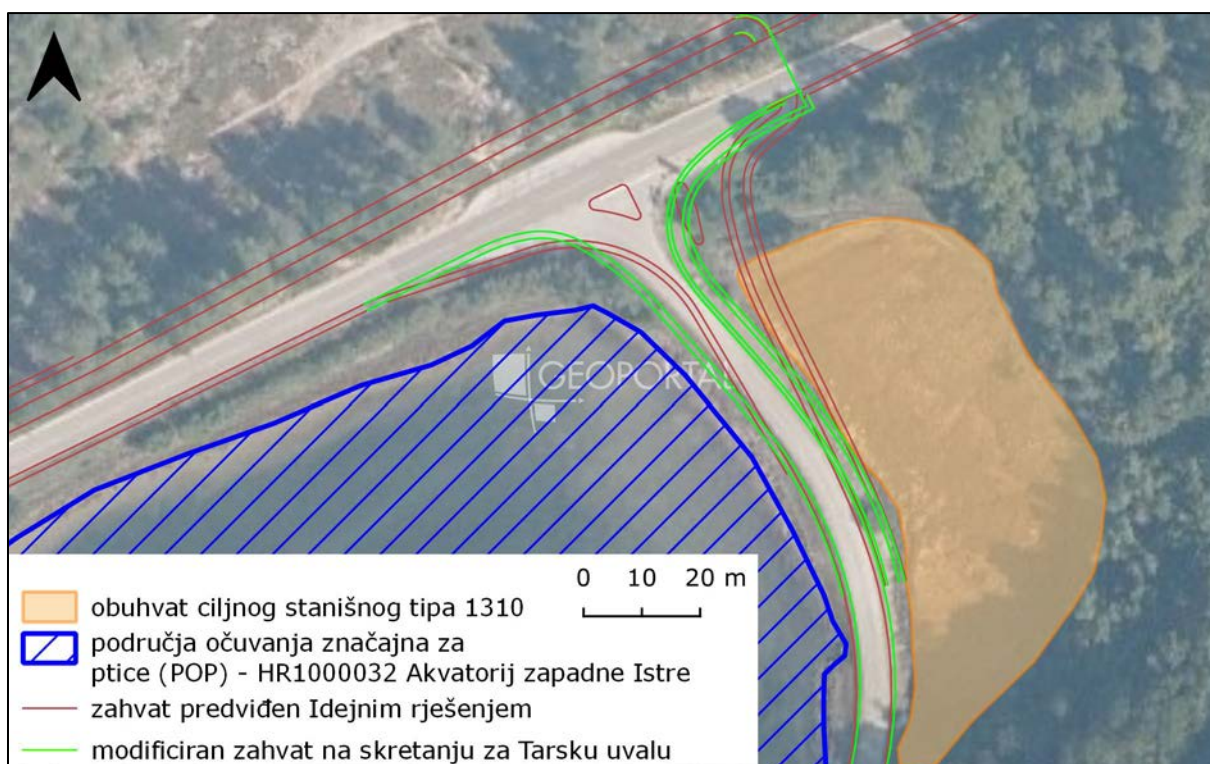 GEOPORTAL
0 10 20 m
obuhvat ciljnog stanišnog tipa 1310
područja očuvanja značajna za
ptice (POP) - HR1000032 Akvatorij zapadne Istre
zahvat predviđen Idejnim rješenjem
modificiran zahvat na skretanju za Tarsku uvalu